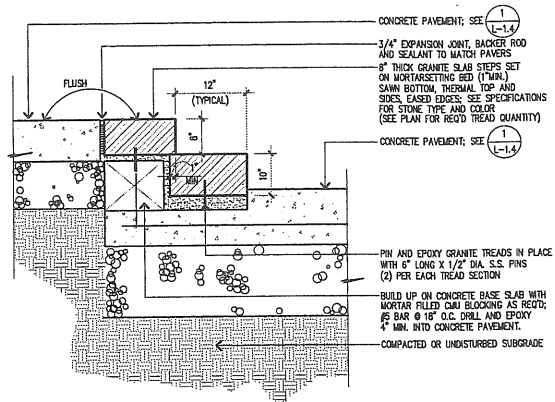 CONCRETE PAVEMENT; SEE 1 L-1.4
3/4" EXPANSION JOINT, BACKER ROD
AND SEALANT TO MATCH PAVERS
8" THICK GRANITE SLAB STEPS SET
ON MORTARSETTING BED (1"MIN.)
SAWN BOTTOM, THERMAL TOP AND
SIDES, EASED EDGES; SEE SPECIFICATIONS
FOR STONE TYPE AND COLOR
(SEE PLAN FOR REQ'D TREAD QUANTITY)
CONCRETE PAVEMENT; SEE 1 L-1.4
FLUSH
12"
(TYPICAL)
6"
1"
MIN
10"
PIN AND EPOXY GRANITE TREADS IN PLACE
WITH 6" LONG X 1/2" DIA. S.S. PINS
(2) PER EACH TREAD SECTION
BUILD UP ON CONCRETE BASE SLAB WITH
MORTAR FILLED CMU BLOCKING AS REQ'D;
#5 BAR @ 18" O.C. DRILL AND EPOXY
4" MIN. INTO CONCRETE PAVEMENT.
COMPACTED OR UNDISTURBED SUBGRADE